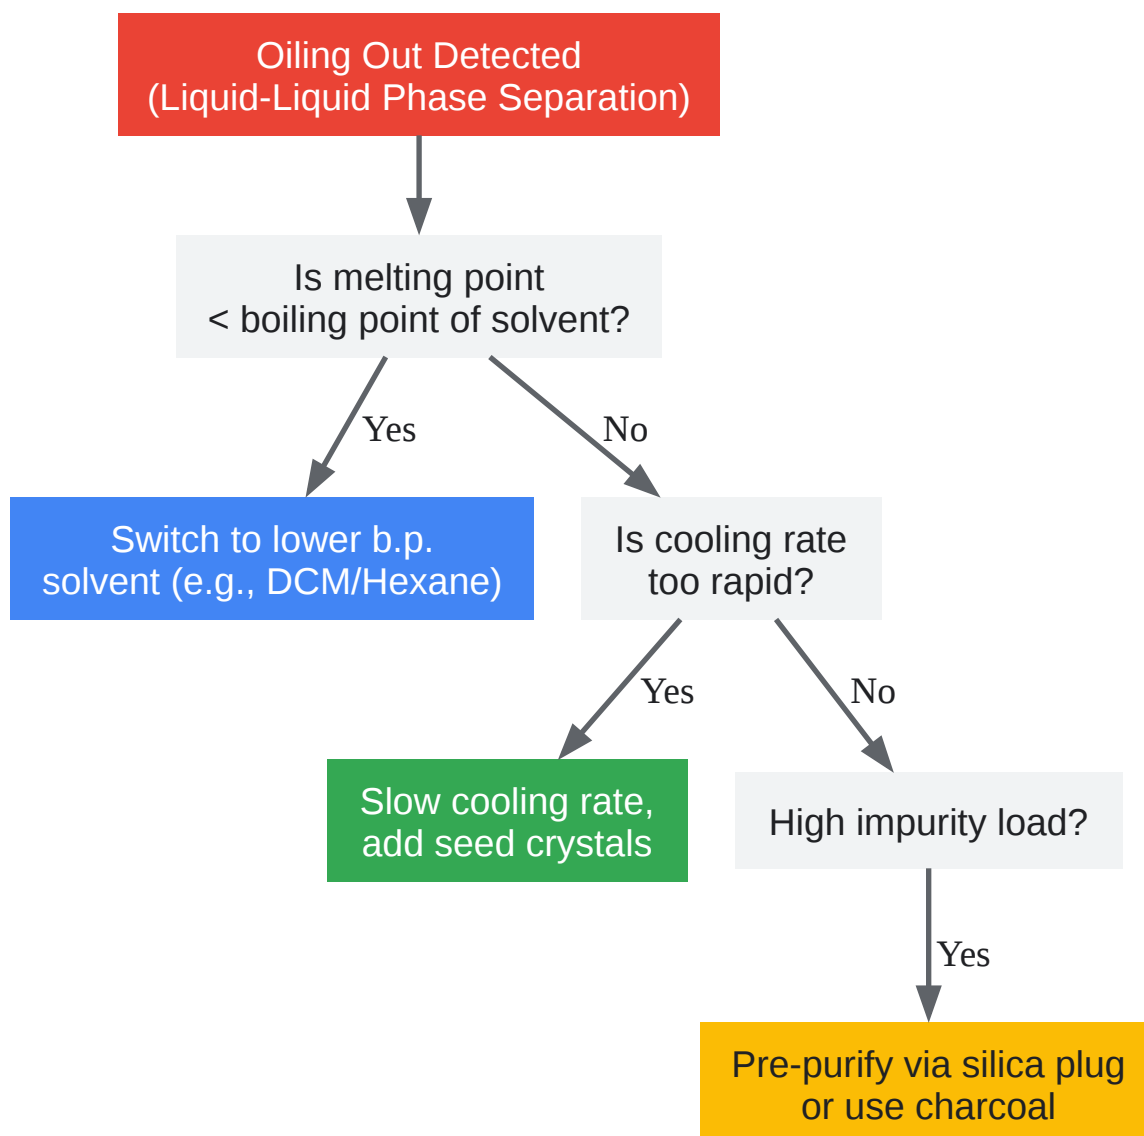 Oiling Out Detected
(Liquid-Liquid Phase Separation)
Is melting point
< boiling point of solvent?
Yes
No
Switch to lower b.p.
solvent (e.g., DCM/Hexane)
Is cooling rate
too rapid?
Yes
No
Slow cooling rate,
add seed crystals
High impurity load?
Yes
Pre-purify via silica plug
or use charcoal